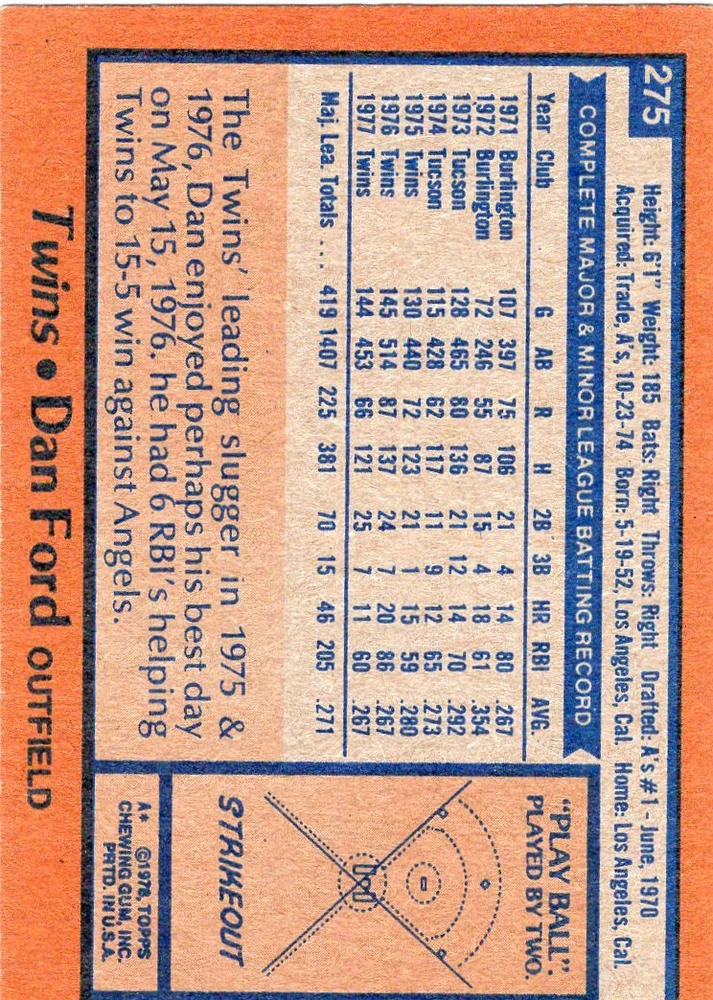 275
Height: 6'1" Weight: 185 Bats: Right Throws: Right Drafted: A's #1 - June, 1970
Acquired: Trade, A's, 10-23-74 Born: 5-19-52, Los Angeles, Cal. Home: Los Angeles, Cal.
COMPLETE MAJOR & MINOR LEAGUE BATTING RECORD
Year Club G AB R H 2B 3B HR RBI AVG.
1971 Burlington 107 397 75 106 21 4 14 80 .267
1972 Burlington 72 246 55 87 15 4 18 61 .354
1973 Tucson 128 465 80 136 21 12 14 70 .292
1974 Tucson 115 428 62 117 11 9 12 65 .273
1975 Twins 130 440 72 123 21 1 15 59 .280
1976 Twins 145 514 87 137 24 7 20 86 .267
1977 Twins 144 453 66 121 25 7 11 60 .267
Maj. Lea. Totals ... 419 1407 225 381 70 15 46 205 .271
The Twins' leading slugger in 1975 &
1976, Dan enjoyed perhaps his best day
on May 15, 1976. he had 6 RBI's helping
Twins to 15-5 win against Angels.
"PLAY BALL".
PLAYED BY TWO.
STRIKEOUT
A* ©1978, TOPPS
CHEWING GUM, INC.
PRTD. IN U.S.A.
Twins • Dan Ford OUTFIELD